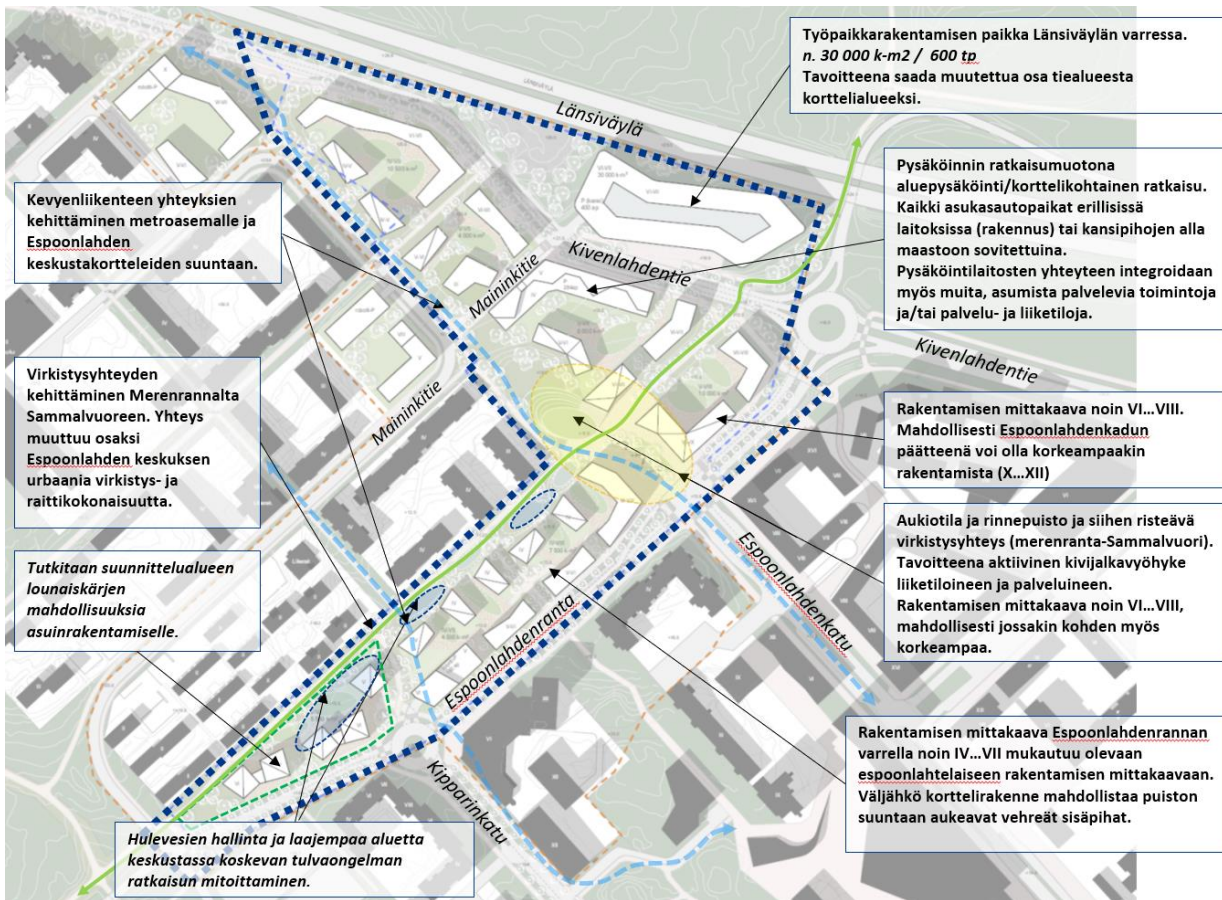 Työpaikkarakentamisen paikka Länsiväylän varressa.
n. 30 000 k-m2 / 600 tp
Tavoitteena saada muutettua osa tiealueesta
korttelialueeksi.
Länsiväylä
Pysäköinnin ratkaisumuotona
aluepysäköinti/korttelikohtainen ratkaisu.
Kaikki asukasautopaikat erillisissä
laitoksissa (rakennus) tai kansipihojen alla
maastoon sovitettuina.
Pysäköintilaitosten yhteyteen integroidaan
myös muita, asumista palvelevia toimintoja
ja/tai palvelu- ja liiketiloja.
Kevyenliikenteen yhteyksien
kehittäminen metroasemalle ja
Espoonlahden
keskustakortteleiden suuntaan.
Maininkitie
Kivenlahdentie
Kivenlahdentie
Maininkitie
Virkistysyhteyden
kehittäminen Merenrannalta
Sammalvuoreen. Yhteys
muuttuu osaksi
Espoonlahden keskuksen
urbaania virkistys- ja
raittikokonaisuutta.
Rakentamisen mittakaava noin VI...VIII.
Mahdollisesti Espoonlahdenkadun
päätteenä voi olla korkeampaakin
rakentamista (X...XII)
Aukiotila ja rinnepuisto ja siihen risteävä
virkistysyhteys (merenranta-Sammalvuori).
Tavoitteena aktiivinen kivijalkavyöhyke
liiketiloineen ja palveluineen.
Rakentamisen mittakaava noin VI...VIII,
mahdollisesti jossakin kohden myös
korkeampaa.
Tutkitaan suunnittelualueen
lounaiskärjen
mahdollisuuksia
asuinrakentamiselle.
Espoonlahdenkatu
Espoonlahdenranta
Kipparinkatu
Rakentamisen mittakaava Espoonlahdenrannan
varrella noin IV...VII mukautuu olevaan
espoonlahtelaiseen rakentamisen mittakaavaan.
Väljähkö korttelirakenne mahdollistaa puiston
suuntaan aukeavat vehreät sisäpihat.
Hulevesien hallinta ja laajempaa aluetta
keskustassa koskevan tulvaongelman
ratkaisun mitoittaminen.